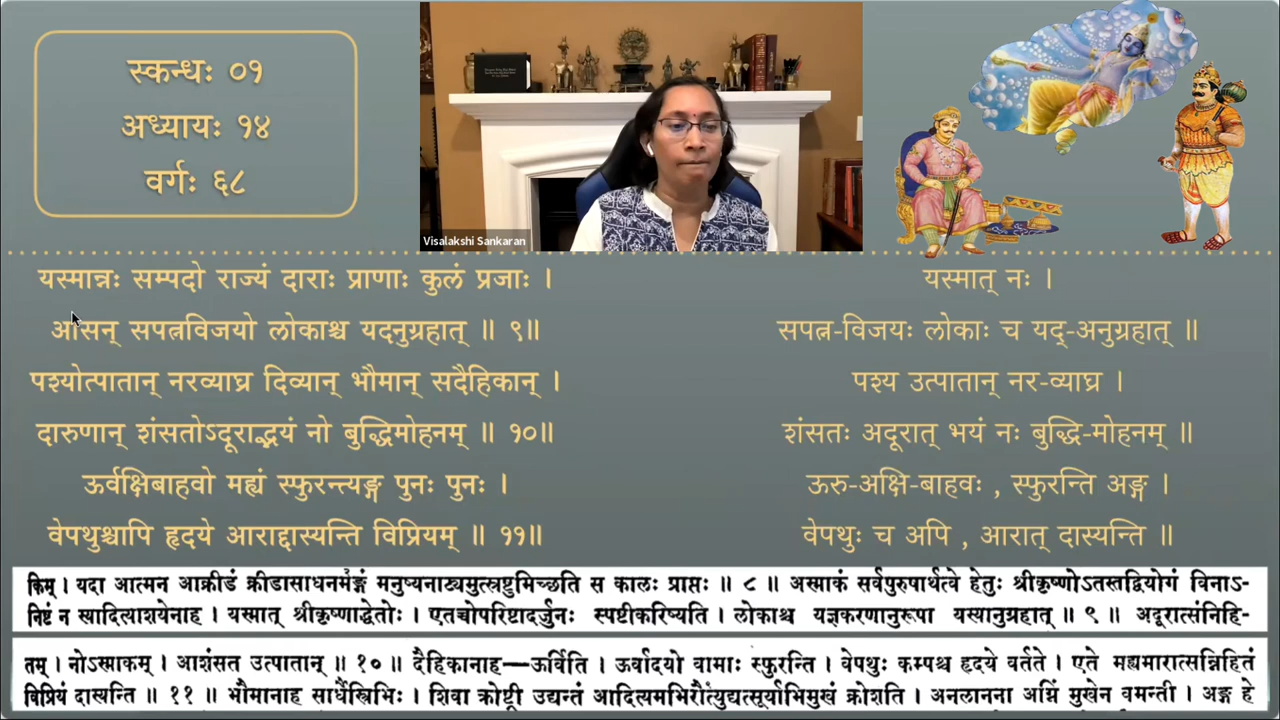 स्कन्धः ०१
अध्यायः १४
वर्गः ६८
Visalakshi Sankaran
यस्मान्नः सम्पदो राज्यं दाराः प्राणाः कुलं प्रजाः ।
आसन् सपत्नविजयो लोकाश्च यदनुग्रहात् ॥ ९॥
पश्योत्पातान् नरव्याघ्र दिव्यान् भौमान् सदैहिकान् ।
दारुणान् शंसतोऽदूराद्भयं नो बुद्धिमोहनम् ॥ १०॥
ऊर्वक्षिबाहवो मह्यं स्फुरन्त्यङ्ग पुनः पुनः ।
वेपथुश्चापि हृदये आराद्दास्यन्ति विप्रियम् ॥ ११॥
यस्मात् नः ।
सपत्न-विजयः लोकाः च यद्-अनुग्रहात् ॥
पश्य उत्पातान् नर-व्याघ्र ।
शंसतः अदूरात् भयं नः बुद्धि-मोहनम् ॥
ऊरु-अक्षि-बाहवः , स्फुरन्ति अङ्ग ।
वेपथुः च अपि , आरात् दास्यन्ति ॥
किम् । यदा आत्मन आक्रीडं क्रीडासाधनमङ्गं मनुष्यनाट्यमुत्स्रष्टुमिच्छति स कालः प्राप्तः ॥ ८ ॥ अस्माकं सर्वपुरुषार्थत्वे हेतुः श्रीकृष्णोऽतस्तद्वियोगं विनाऽ-
निष्टं न स्यादित्याशयेनाह । यस्मात् श्रीकृष्णाद्धेतोः । एतच्चोपरिष्टादर्जुनः स्पष्टीकरिष्यति । लोकाश्च यज्ञकरणानुरूपा यस्यानुग्रहात् ॥ ९ ॥ अदूरात्संनिहि-
तम् । नोऽस्माकम् । आशंसत उत्पातान् ॥ १० ॥ दैहिकानाह—ऊर्विति । ऊर्वादयो वामाः स्फुरन्ति । वेपथुः कम्पश्च हृदये वर्तते । एते मह्यमारात्सन्निहितं
विप्रियं दास्यन्ति ॥ ११ ॥ भौमानाह सार्धैस्त्रिभिः । शिवा क्रोष्ट्री उद्यन्तं आदित्यमभिरौत्युद्यत्सूर्याभिमुखं क्रोशति । अनलानना अग्निं मुखेन वमन्ती । अङ्ग हे